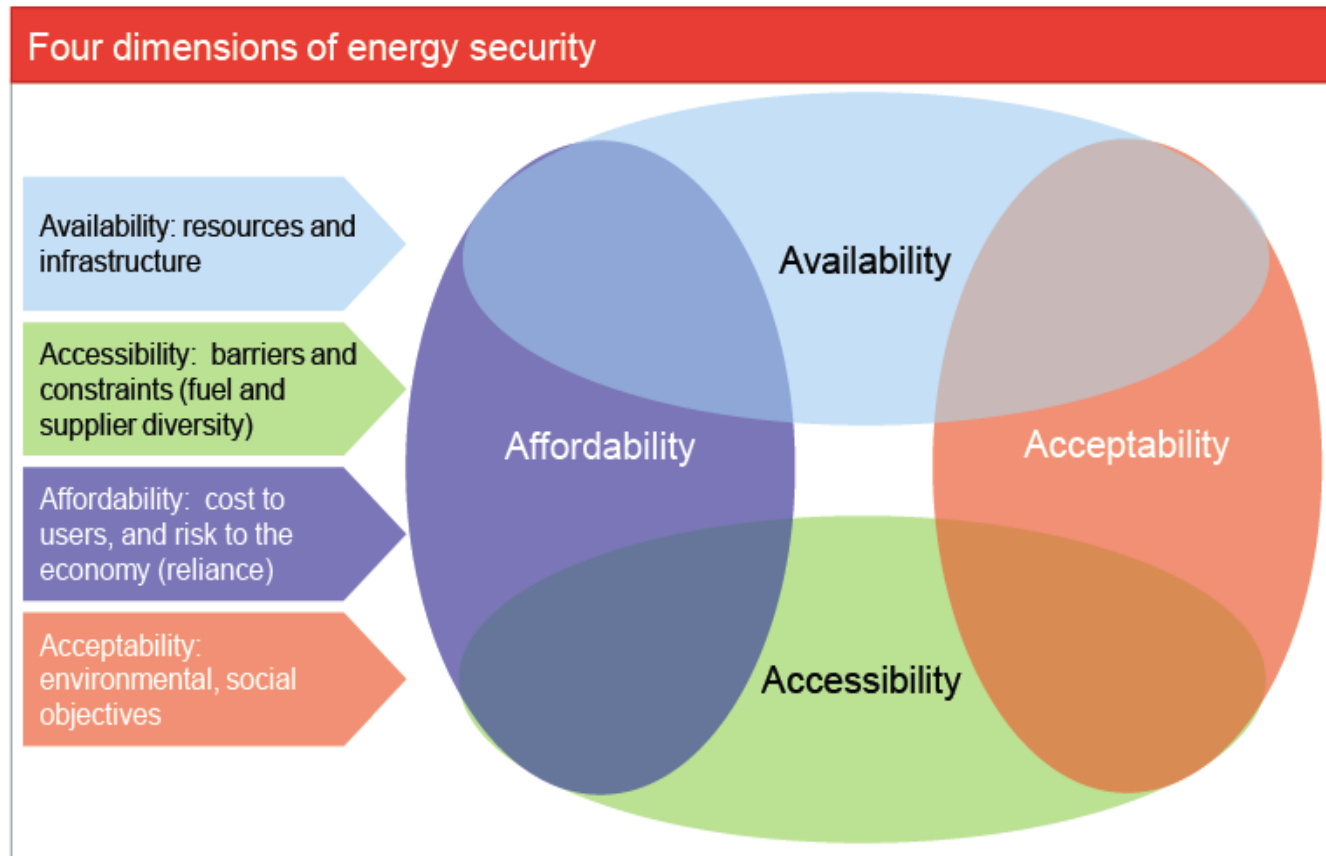 Four dimensions of energy security
Availability: resources and
infrastructure
Accessibility:  barriers and
constraints (fuel and
supplier diversity)
Affordability:  cost to
users, and risk to the
economy (reliance)
Acceptability:
environmental, social
objectives
Availability
Affordability
Acceptability
Accessibility